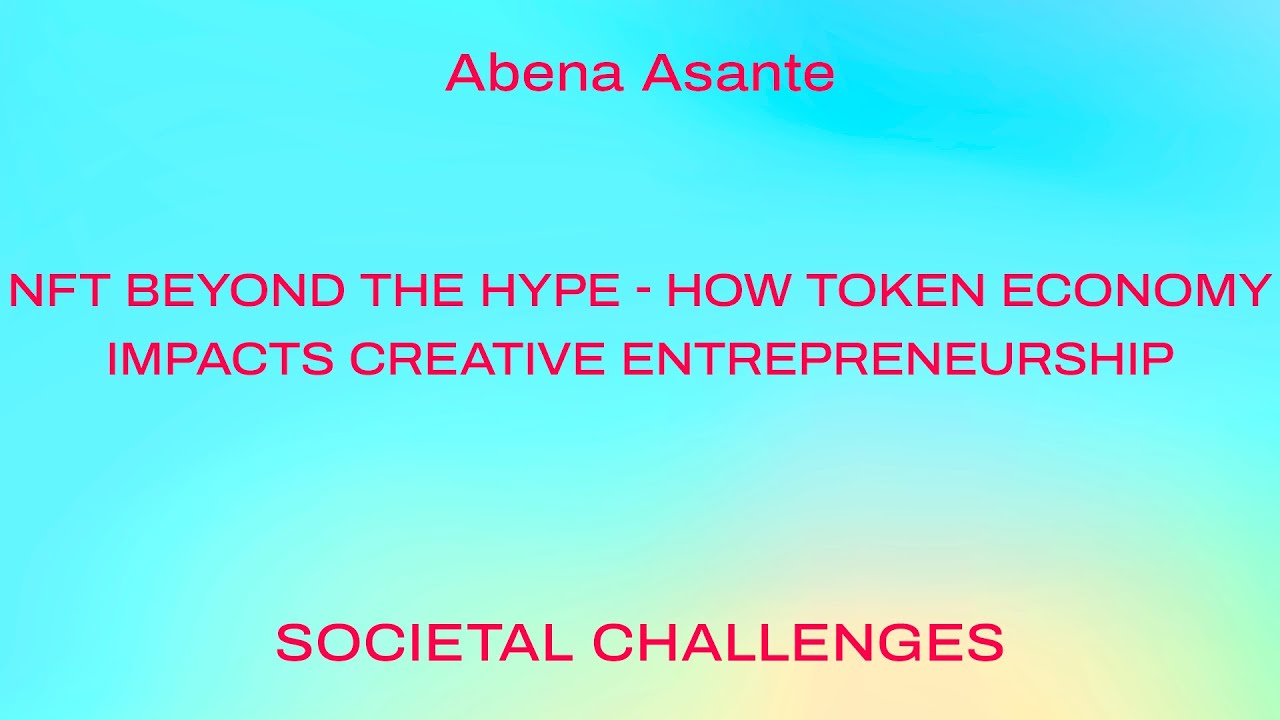 Abena Asante
NFT BEYOND THE HYPE - HOW TOKEN ECONOMY
IMPACTS CREATIVE ENTREPRENEURSHIP
SOCIETAL CHALLENGES